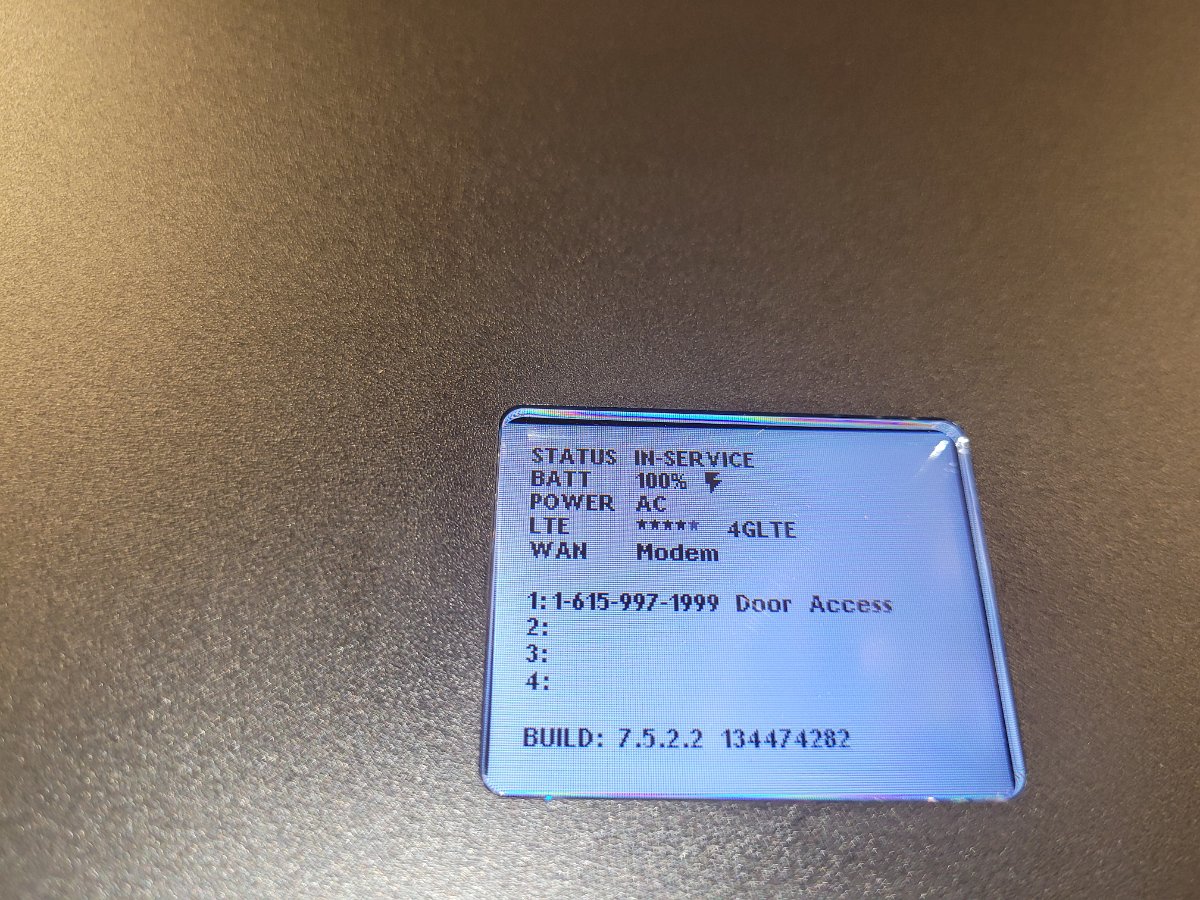 STATUS IN-SERVICE
BATT 100%
POWER AC
LTE ***** 4GLTE
WAN Modem
1:1-615-997-1999 Door Access
2:
3:
4:
BUILD: 7.5.2.2 134474282